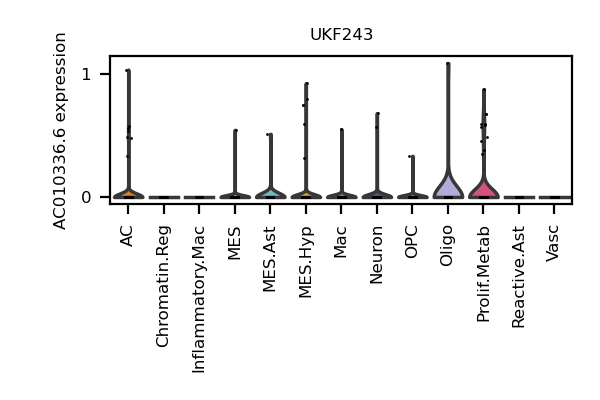 UKF243
AC010336.6 expression
1
0
AC
Chromatin.Reg
Inflammatory.Mac
MES
MES.Ast
MES.Hyp
Mac
Neuron
OPC
Oligo
Prolif.Metab
Reactive.Ast
Vasc